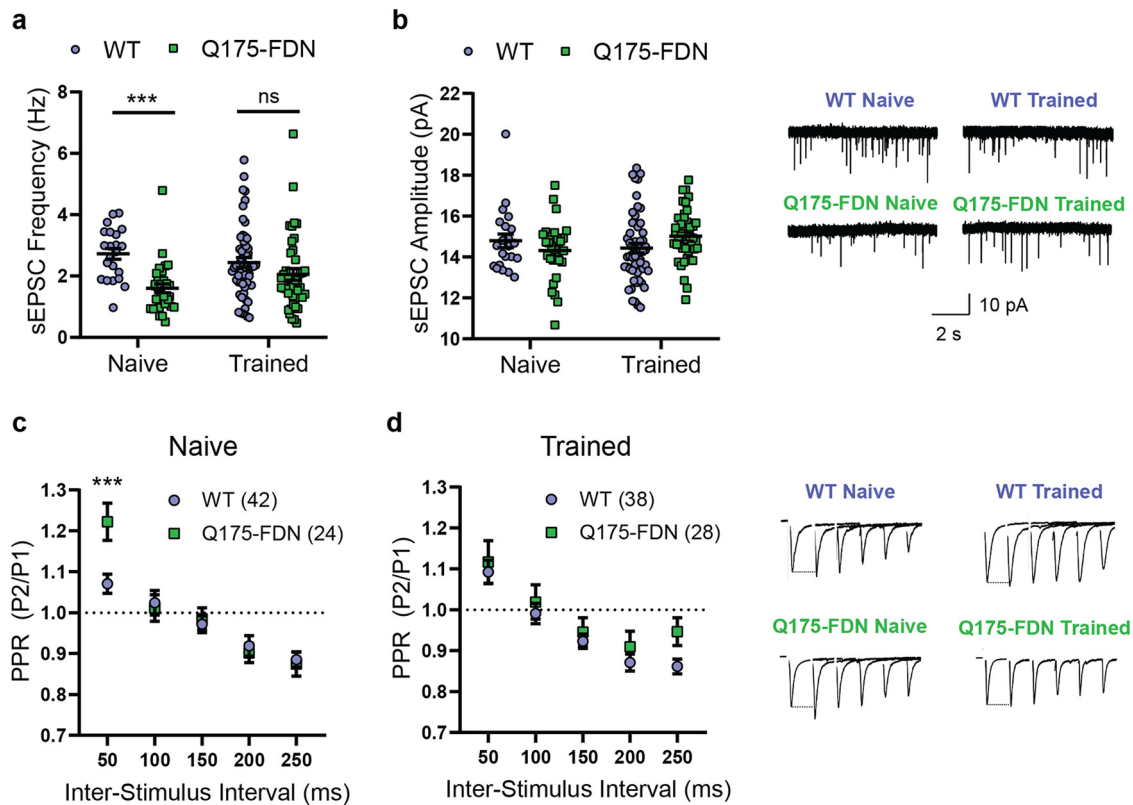 a
WT Q175-FDN
sEPSC Frequency (Hz)
8
6
4
2
0
***
ns
Naive Trained
b
WT Q175-FDN
sEPSC Amplitude (pA)
22
20
18
16
14
12
10
Naive Trained
WT Naive WT Trained
Q175-FDN Naive Q175-FDN Trained
10 pA
2 s
c
Naive
***
WT (42)
Q175-FDN (24)
PPR (P2/P1)
1.3
1.2
1.1
1.0
0.9
0.8
0.7
50 100 150 200 250
Inter-Stimulus Interval (ms)
d
Trained
WT (38)
Q175-FDN (28)
PPR (P2/P1)
1.3
1.2
1.1
1.0
0.9
0.8
0.7
50 100 150 200 250
Inter-Stimulus Interval (ms)
WT Naive WT Trained
Q175-FDN Naive Q175-FDN Trained